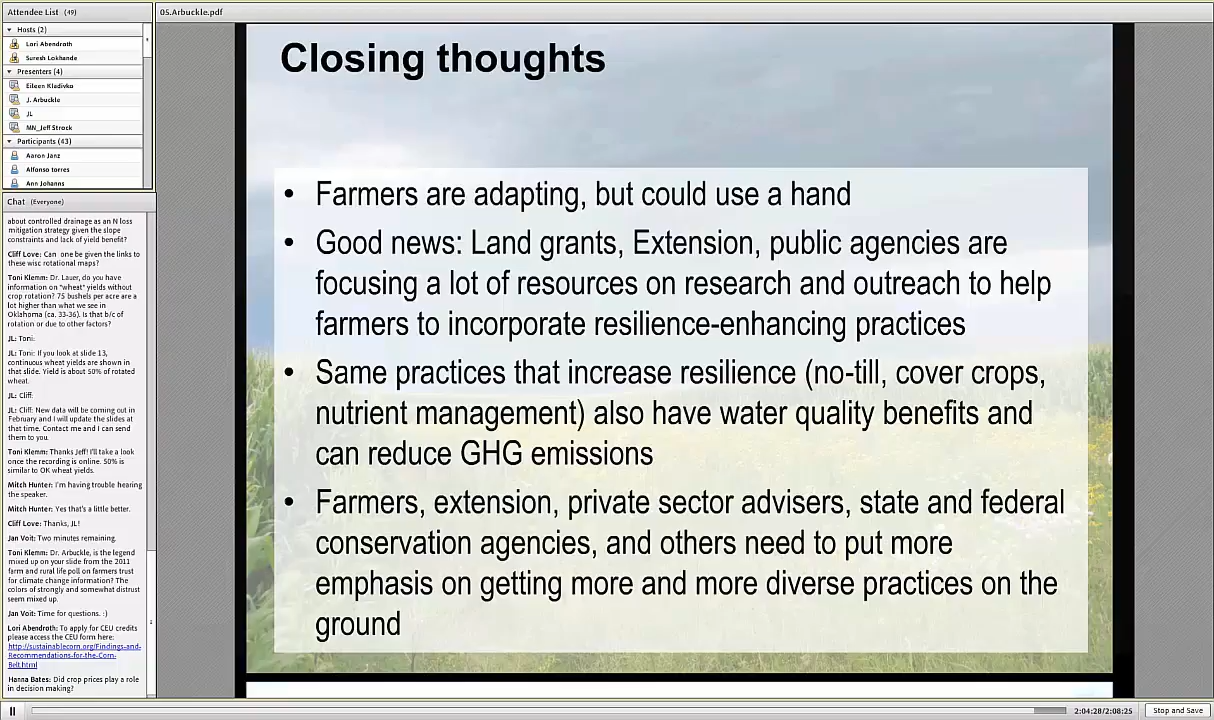 Attendee List (49)
05.Arbuckle.pdf
Hosts (2)
Lori Abendroth
Suresh Lokhande
Presenters (4)
Eileen Kladivko
J. Arbuckle
JL
MN_Jeff Strock
Participants (43)
Aaron Janz
Alfonso torres
Ann Johanns
Chat (Everyone)
about controlled drainage as an N loss
mitigation strategy given the slope
constraints and lack of yield benefit?
Cliff Love: Can one be given the links to
these wisc rotational maps?
Toni Klemm: Dr. Lauer, do you have
information on "wheat" yields without
crop rotation? 75 bushels per acre are a
lot higher than what we see in
Oklahoma (ca. 33-36). Is that b/c of
rotation or due to other factors?
JL: Toni:
JL: Toni: If you look at slide 13,
continuous wheat yields are shown in
that slide. Yield is about 50% of rotated
wheat.
JL: Cliff:
JL: Cliff: New data will be coming out in
February and I will update the slides at
that time. Contact me and I can send
them to you.
Toni Klemm: Thanks Jeff! I'll take a look
once the recording is online. 50% is
similar to OK wheat yields.
Mitch Hunter: I'm having trouble hearing
the speaker.
Mitch Hunter: Yes that's a little better.
Cliff Love: Thanks, JL!
Jan Voit: Two minutes remaining.
Toni Klemm: Dr. Arbuckle, is the legend
mixed up on your slide from the 2011
farm and rural life poll on farmers trust
for climate change information? The
colors of strongly and somewhat distrust
seem mixed up.
Jan Voit: Time for questions. :)
Lori Abendroth: To apply for CEU credits
please access the CEU form here:
http://sustainablecorn.org/Findings-and-
Recommendations-for-the-Corn-
Belt.html
Hanna Bates: Did crop prices play a role
in decision making?
Closing thoughts
• Farmers are adapting, but could use a hand
• Good news: Land grants, Extension, public agencies are
focusing a lot of resources on research and outreach to help
farmers to incorporate resilience-enhancing practices
• Same practices that increase resilience (no-till, cover crops,
nutrient management) also have water quality benefits and
can reduce GHG emissions
• Farmers, extension, private sector advisers, state and federal
conservation agencies, and others need to put more
emphasis on getting more and more diverse practices on the
ground
2:04:28/2:08:25
Stop and Save